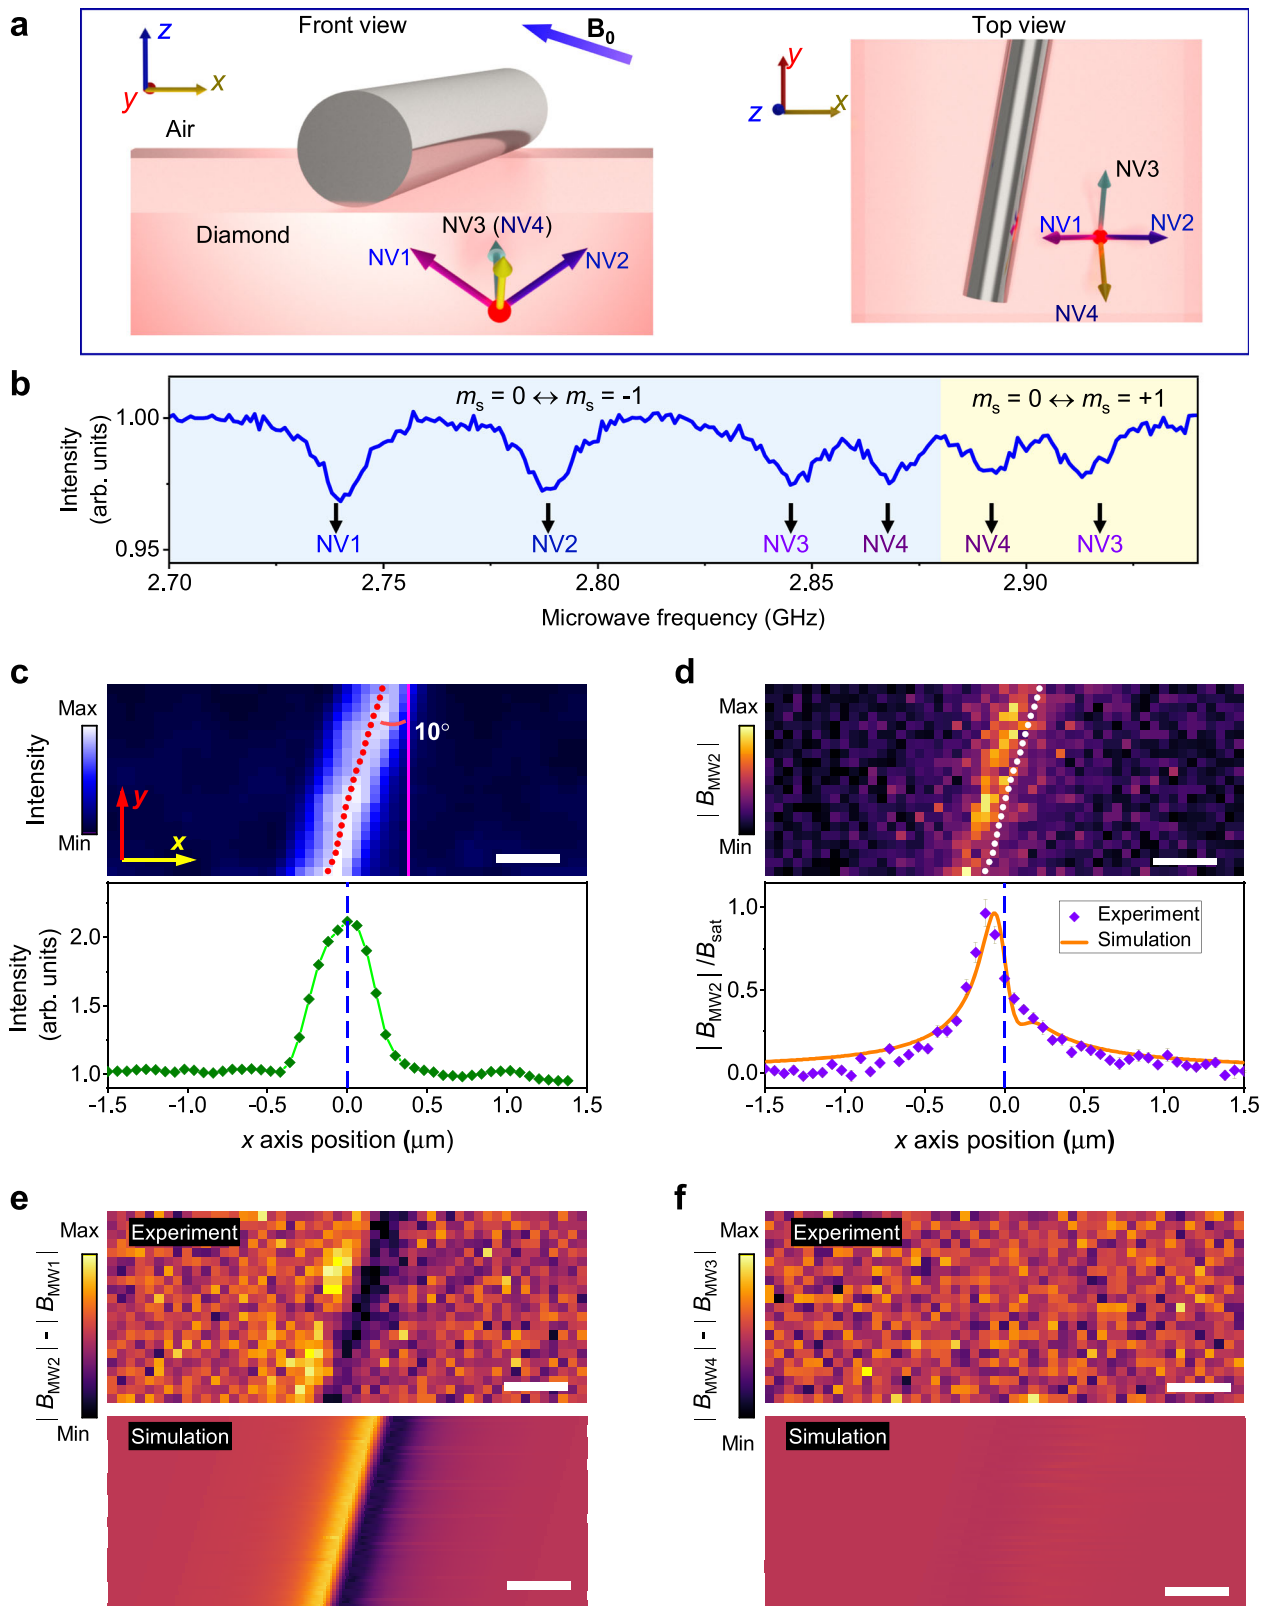 a
Front view
B0
Top view
z
x
y
Air
Diamond
NV3 (NV4)
NV1
NV2
y
x
z
NV3
NV1
NV2
NV4
b
ms = 0 ↔ ms = -1
ms = 0 ↔ ms = +1
Intensity
(arb. units)
1.00
0.95
NV1
NV2
NV3
NV4
NV4
NV3
2.70
2.75
2.80
2.85
2.90
Microwave frequency (GHz)
c
Max
Min
Intensity
10°
y
x
Intensity
(arb. units)
2.0
1.5
1.0
-1.5
-1.0
-0.5
0.0
0.5
1.0
1.5
x axis position (μm)
d
Max
Min
| BMW2 |
| BMW2 | /Bsat
1.0
0.5
0.0
Experiment
Simulation
-1.5
-1.0
-0.5
0.0
0.5
1.0
1.5
x axis position (μm)
e
Max
Min
| BMW2 | - | BMW1 |
Experiment
Simulation
f
Max
Min
| BMW4 | - | BMW3 |
Experiment
Simulation